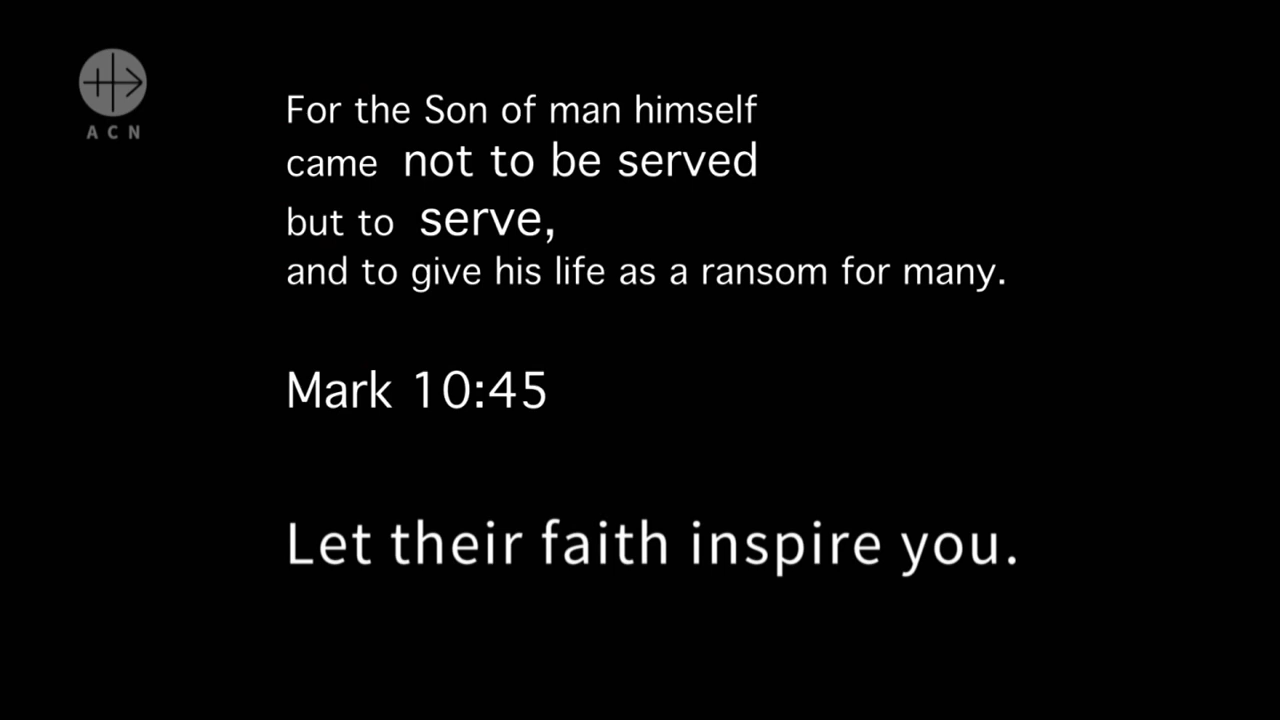 ACN
For the Son of man himself
came not to be served
but to serve,
and to give his life as a ransom for many.
Mark 10:45
Let their faith inspire you.